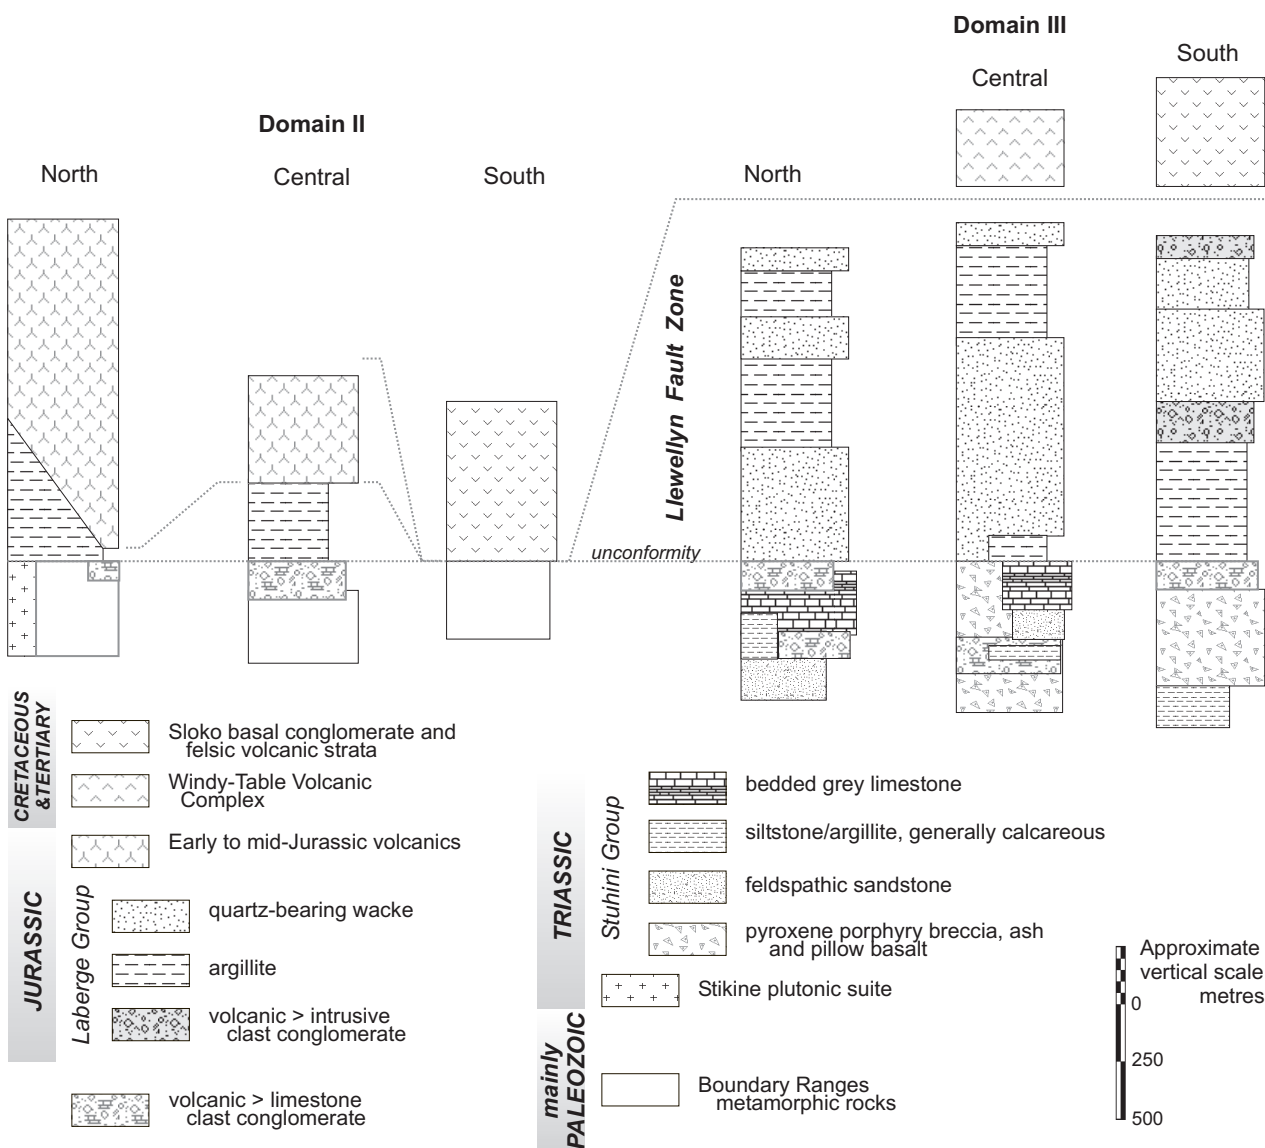 Domain III
South
Central
Domain II
North
Central
South
North
Llewellyn Fault Zone
unconformity
CRETACEOUS
&TERTIARY
Sloko basal conglomerate and
felsic volcanic strata
Windy-Table Volcanic
Complex
JURASSIC
Early to mid-Jurassic volcanics
Laberge Group
quartz-bearing wacke
argillite
volcanic > intrusive
clast conglomerate
volcanic > limestone
clast conglomerate
TRIASSIC
Stuhini Group
bedded grey limestone
siltstone/argillite, generally calcareous
feldspathic sandstone
pyroxene porphyry breccia, ash
and pillow basalt
Stikine plutonic suite
mainly
PALEOZOIC
Boundary Ranges
metamorphic rocks
Approximate
vertical scale
metres
0
250
500